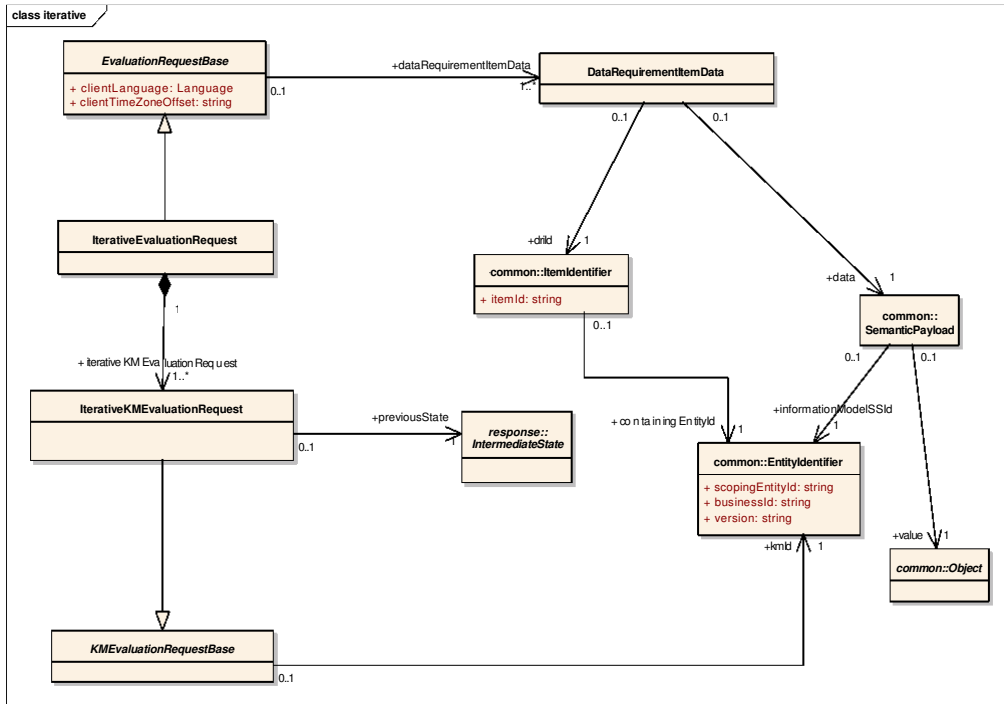 class iterative
EvaluationRequestBase
+ clientLanguage: Language
+ clientTimeZoneOffset: string
0..1
+dataRequirementItemData
1..*
DataRequirementItemData
0..1
0..1
IterativeEvaluationRequest
1
+driId
1
common::ItemIdentifier
+ itemId: string
0..1
+data
1
common::
SemanticPayload
0..1
0..1
+ iterative KM Evaluation Request
1..*
IterativeKMEvaluationRequest
0..1
+previousState
1
response::
IntermediateState
+ containing EntityId
1
+informationModelSSId
1
common::EntityIdentifier
+ scopingEntityId: string
+ businessId: string
+ version: string
+kmId
1
+value
1
common::Object
KMEvaluationRequestBase
0..1